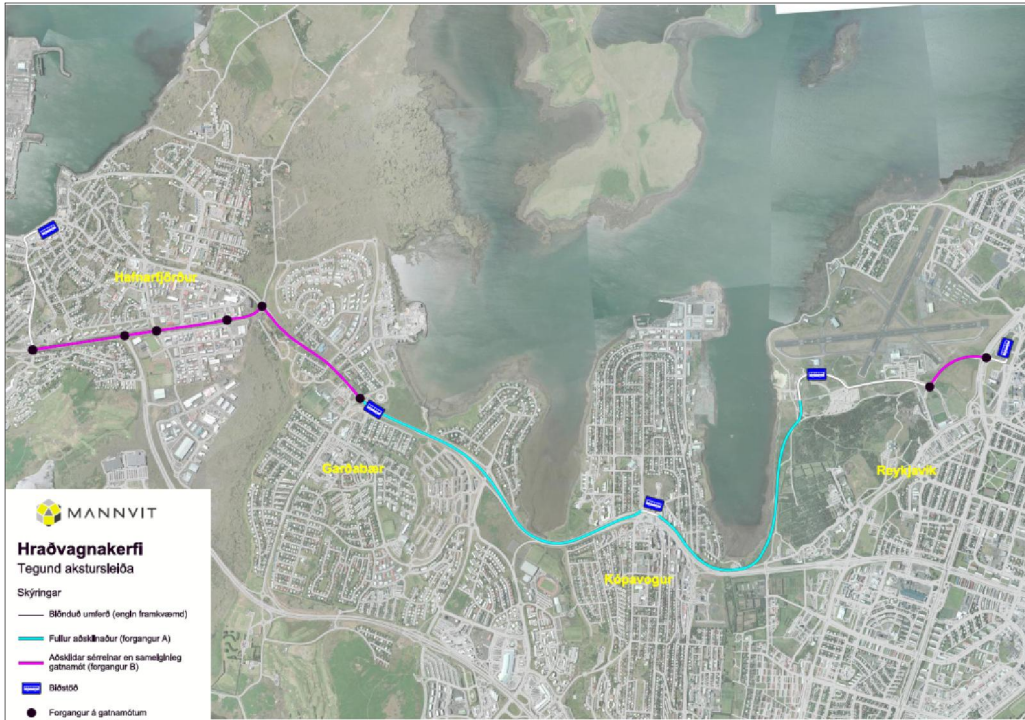 Hafnarfjörður
Garðabær
Kópavogur
Reykjavík
MANNVIT
Hraðvagnakerfi
Tegund akstursleiða
Skýringar
Blönduð umferð (engin framkvæmd)
Fullur aðskilnaður (forgangur A)
Aðskildar sérreinar en sameiginleg
gatnamót (forgangur B)
Biðstöð
Forgangur á gatnamótum